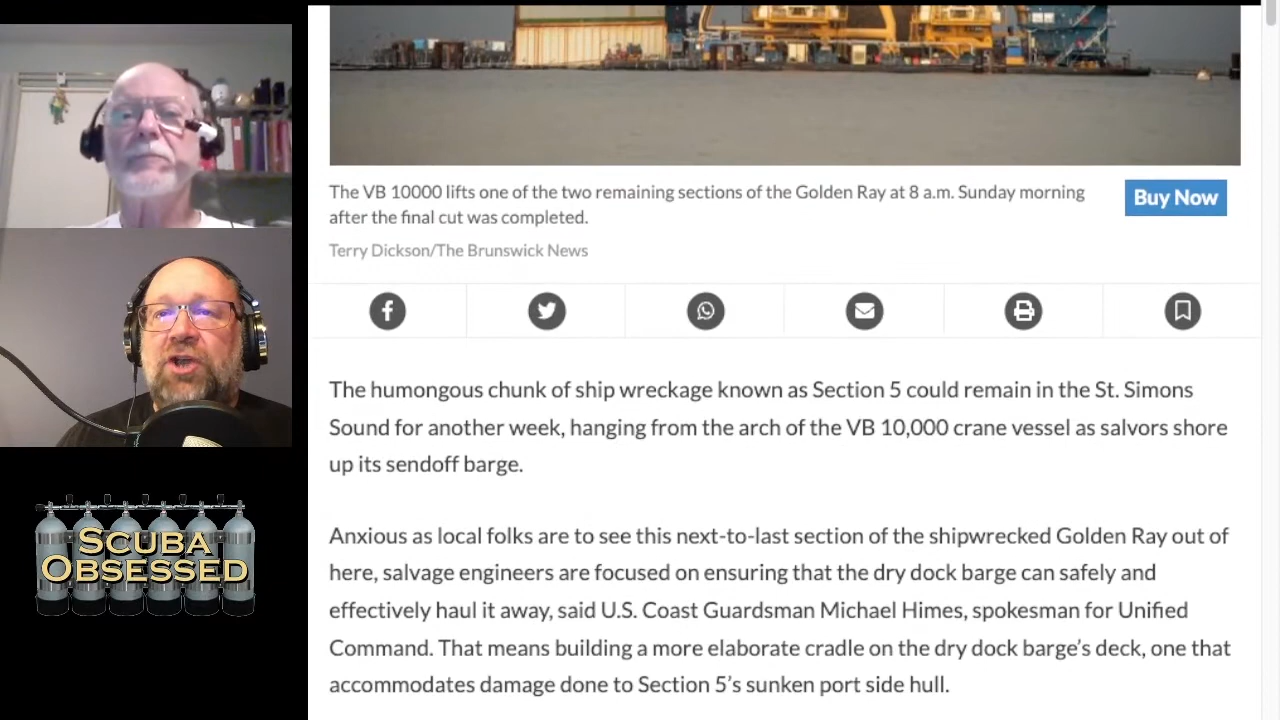 The VB 10000 lifts one of the two remaining sections of the Golden Ray at 8 a.m. Sunday morning
after the final cut was completed.
Buy Now
Terry Dickson/The Brunswick News
The humongous chunk of ship wreckage known as Section 5 could remain in the St. Simons
Sound for another week, hanging from the arch of the VB 10,000 crane vessel as salvors shore
up its sendoff barge.
Anxious as local folks are to see this next-to-last section of the shipwrecked Golden Ray out of
here, salvage engineers are focused on ensuring that the dry dock barge can safely and
effectively haul it away, said U.S. Coast Guardsman Michael Himes, spokesman for Unified
Command. That means building a more elaborate cradle on the dry dock barge’s deck, one that
accommodates damage done to Section 5’s sunken port side hull.
SCUBA
OBSESSED